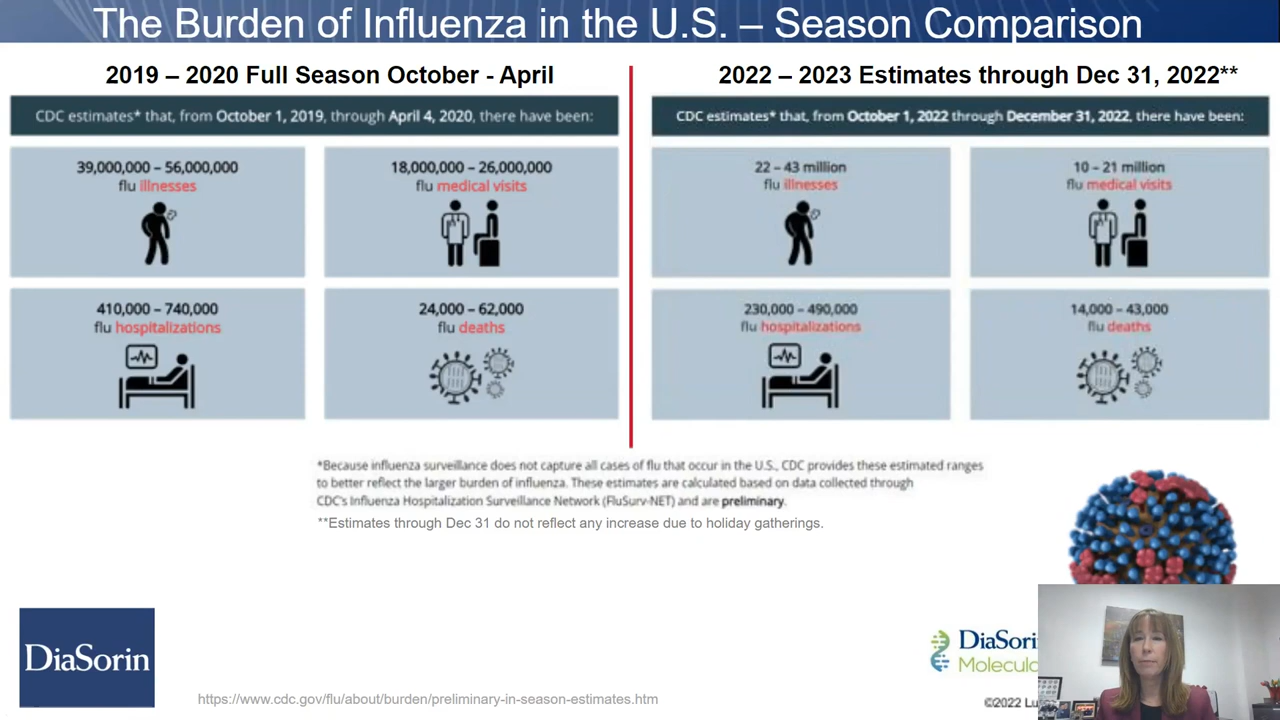 The Burden of Influenza in the U.S. – Season Comparison
2019 – 2020 Full Season October - April
CDC estimates* that, from October 1, 2019, through April 4, 2020, there have been:
39,000,000 – 56,000,000
flu illnesses
18,000,000 – 26,000,000
flu medical visits
410,000 – 740,000
flu hospitalizations
24,000 – 62,000
flu deaths
2022 – 2023 Estimates through Dec 31, 2022**
CDC estimates* that, from October 1, 2022 through December 31, 2022, there have been:
22 – 43 million
flu illnesses
10 – 21 million
flu medical visits
230,000 – 490,000
flu hospitalizations
14,000 – 43,000
flu deaths
*Because influenza surveillance does not capture all cases of flu that occur in the U.S., CDC provides these estimated ranges
to better reflect the larger burden of influenza. These estimates are calculated based on data collected through
CDC's Influenza Hospitalization Surveillance Network (FluSurv-NET) and are preliminary.
**Estimates through Dec 31 do not reflect any increase due to holiday gatherings.
DiaSorin
https://www.cdc.gov/flu/about/burden/preliminary-in-season-estimates.htm
©2022